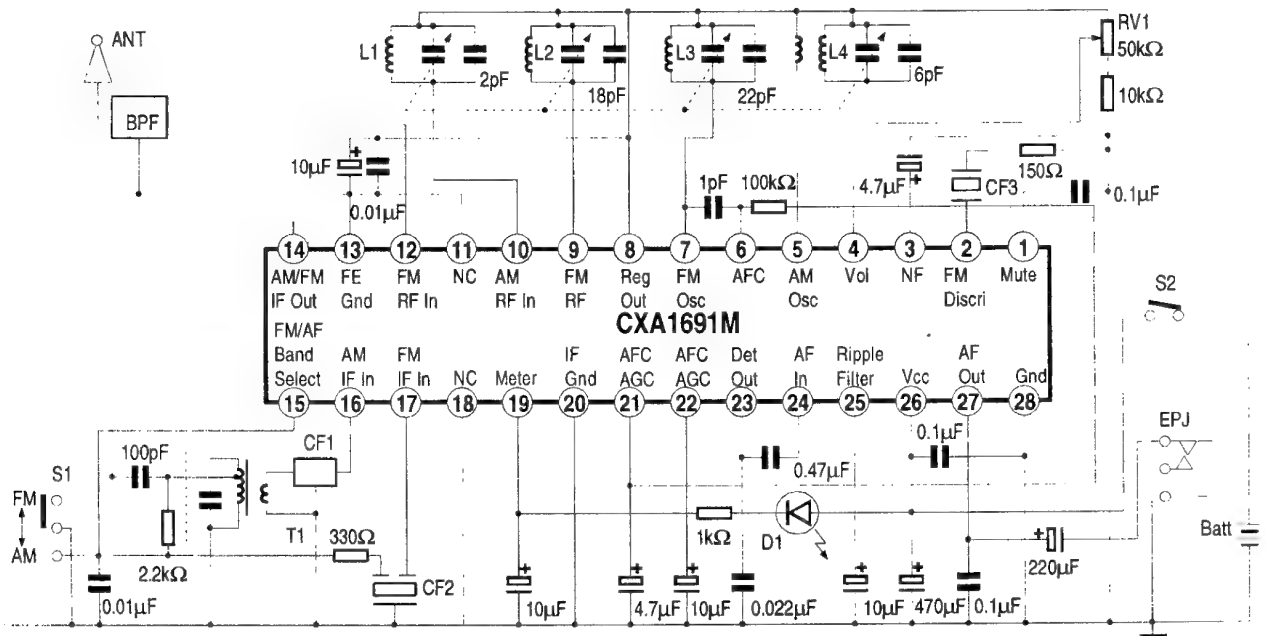 ANT
BPF
L1
2pF
L2
18pF
L3
22pF
L4
6pF
RV1
50kΩ
10kΩ
10µF
+
0.01µF
1pF
100kΩ
4.7µF
+
CF3
150Ω
0.1µF
14 13 12 11 10 9 8 7 6 5 4 3 2 1
AM/FM IF Out
FE Gnd
FM RF In
NC
AM RF In
FM RF
Reg Out
FM Osc
AFC
AM Osc
Vol
NF
FM Discri
Mute
CXA1691M
FM/AF Band Select
AM IF In
FM IF In
NC
Meter
IF Gnd
AFC AGC
AFC AGC
Det Out
AF In
Ripple Filter
Vcc
AF Out
Gnd
15 16 17 18 19 20 21 22 23 24 25 26 27 28
S2
EPJ
Batt
S1
FM
AM
100pF
CF1
T1
2.2kΩ
330Ω
0.01µF
CF2
+
10µF
+
4.7µF
+
10µF
1kΩ
D1
0.47µF
0.022µF
+
10µF
+
470µF
0.1µF
0.1µF
+
220µF